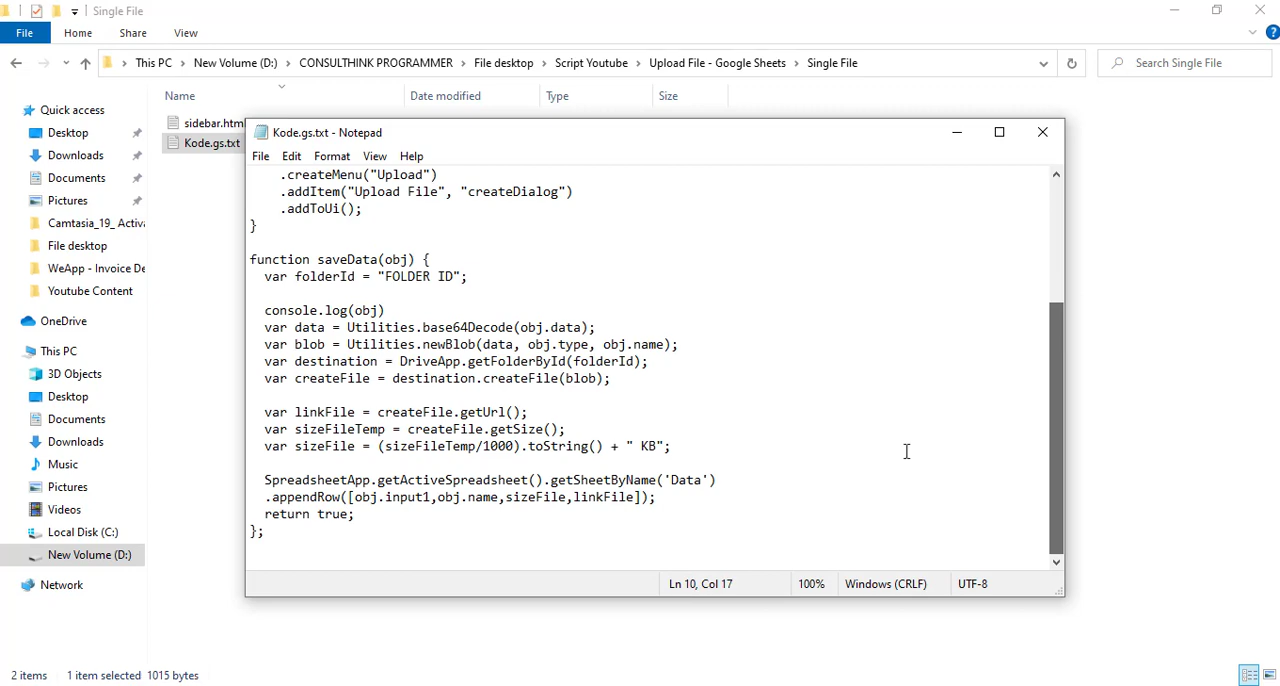 Single File
File Home Share View
This PC New Volume (D:) CONSULTHINK PROGRAMMER File desktop Script Youtube Upload File - Google Sheets Single File Search Single File
Name Date modified Type Size
Quick access
Desktop
Downloads
Documents
Pictures
Camtasia_19_ Activa
File desktop
WeApp - Invoice De
Youtube Content
OneDrive
This PC
3D Objects
Desktop
Documents
Downloads
Music
Pictures
Videos
Local Disk (C:)
New Volume (D:)
Network
sidebar.htm
Kode.gs.txt
Kode.gs.txt - Notepad
File Edit Format View Help
.createMenu("Upload")
.addItem("Upload File", "createDialog")
.addToUi();
}
function saveData(obj) {
var folderId = "FOLDER ID";
console.log(obj)
var data = Utilities.base64Decode(obj.data);
var blob = Utilities.newBlob(data, obj.type, obj.name);
var destination = DriveApp.getFolderById(folderId);
var createFile = destination.createFile(blob);
var linkFile = createFile.getUrl();
var sizeFileTemp = createFile.getSize();
var sizeFile = (sizeFileTemp/1000).toString() + " KB";
SpreadsheetApp.getActiveSpreadsheet().getSheetByName('Data')
.appendRow([obj.input1,obj.name,sizeFile,linkFile]);
return true;
};
Ln 10, Col 17 100% Windows (CRLF) UTF-8
2 items 1 item selected 1015 bytes